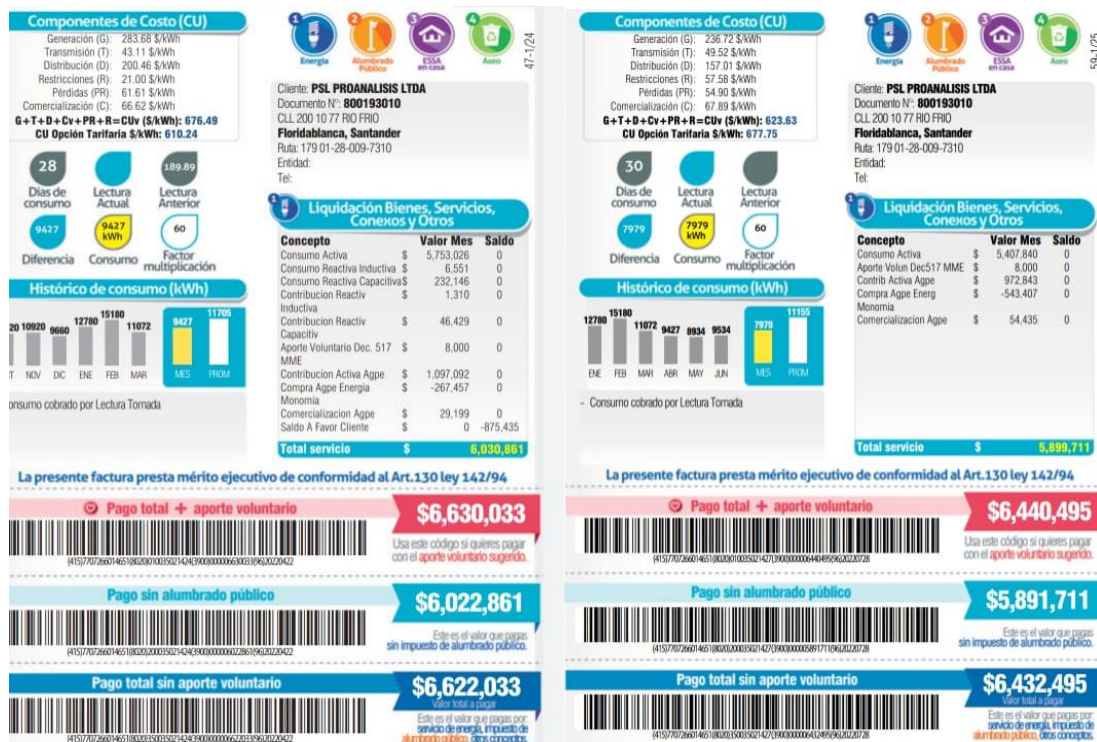 Componentes de Costo (CU)
Generación (G): 283.68 $/kWh
Transmisión (T): 43.11 $/kWh
Distribución (D): 200.46 $/kWh
Restricciones (R): 21.00 $/kWh
Pérdidas (PR): 61.61 $/kWh
Comercialización (C): 66.62 $/kWh
G+T+D+Cv+PR+R=CUv ($/kWh): 676.49
CU Opción Tarifaria $/kWh: 610.24
28
Días de consumo
Lectura Actual
189.89
Lectura Anterior
9427
Diferencia
9427 kWh
Consumo
60
Factor multiplicación
Histórico de consumo (kWh)
20 10920 9660 12780 15180 11072 9427 11705
T NOV DIC ENE FEB MAR MES PROM
onsumo cobrado por Lectura Tomada
1 2 3 4
Energía Alumbrado Público ESSA en casa Aseo
47-1/24
Cliente: PSL PROANALISIS LTDA
Documento N°: 800193010
CLL 200 10 77 RIO FRIO
Floridablanca, Santander
Ruta: 179 01-28-009-7310
Entidad:
Tel:
1
Liquidación Bienes, Servicios,
Conexos y Otros
Concepto Valor Mes Saldo
Consumo Activa $ 5,753,026 0
Consumo Reactiva Inductiva $ 6,551 0
Consumo Reactiva Capacitiva$ 232,146 0
Contribucion Reactiv $ 1,310 0
Inductiva
Contribucion Reactiv $ 46,429 0
Capacitiv
Aporte Voluntario Dec. 517 $ 8,000 0
MME
Contribucion Activa Agpe $ 1,097,092 0
Compra Agpe Energia $ -267,457 0
Monomia
Comercializacion Agpe $ 29,199 0
Saldo A Favor Cliente $ 0 -875,435
Total servicio $ 6,030,861
La presente factura presta mérito ejecutivo de conformidad al Art.130 ley 142/94
Pago total + aporte voluntario
$6,630,033
Usa este código si quieres pagar
con el aporte voluntario sugerido.
Pago sin alumbrado público
$6,022,861
Este es el valor que pagas
sin impuesto de alumbrado público.
Pago total sin aporte voluntario
$6,622,033
Valor total a pagar
Este es el valor que pagas por:
servicio de energía, impuesto de
alumbrado público, otros conceptos.
Componentes de Costo (CU)
Generación (G): 236.72 $/kWh
Transmisión (T): 49.52 $/kWh
Distribución (D): 157.01 $/kWh
Restricciones (R): 57.58 $/kWh
Pérdidas (PR): 54.90 $/kWh
Comercialización (C): 67.89 $/kWh
G+T+D+Cv+PR+R=CUv ($/kWh): 623.63
CU Opción Tarifaria $/kWh: 677.75
30
Días de consumo
Lectura Actual
Lectura Anterior
7979
Diferencia
7979 kWh
Consumo
60
Factor multiplicación
Histórico de consumo (kWh)
12780 15180 11072 9427 8934 9534 7979 11155
ENE FEB MAR ABR MAY JUN MES PROM
- Consumo cobrado por Lectura Tomada
1 2 3 4
Energía Alumbrado Público ESSA en casa Aseo
59-1/25
Cliente: PSL PROANALISIS LTDA
Documento N°: 800193010
CLL 200 10 77 RIO FRIO
Floridablanca, Santander
Ruta: 179 01-28-009-7310
Entidad:
Tel:
1
Liquidación Bienes, Servicios,
Conexos y Otros
Concepto Valor Mes Saldo
Consumo Activa $ 5,407,840 0
Aporte Volun Dec517 MME $ 8,000 0
Contrib Activa Agpe $ 972,843 0
Compra Agpe Energ $ -543,407 0
Monomia
Comercializacion Agpe $ 54,435 0
Total servicio $ 5,899,711
La presente factura presta mérito ejecutivo de conformidad al Art.130 ley 142/94
Pago total + aporte voluntario
$6,440,495
Usa este código si quieres pagar
con el aporte voluntario sugerido.
Pago sin alumbrado público
$5,891,711
Este es el valor que pagas
sin impuesto de alumbrado público.
Pago total sin aporte voluntario
$6,432,495
Valor total a pagar
Este es el valor que pagas por:
servicio de energía, impuesto de
alumbrado público, otros conceptos.